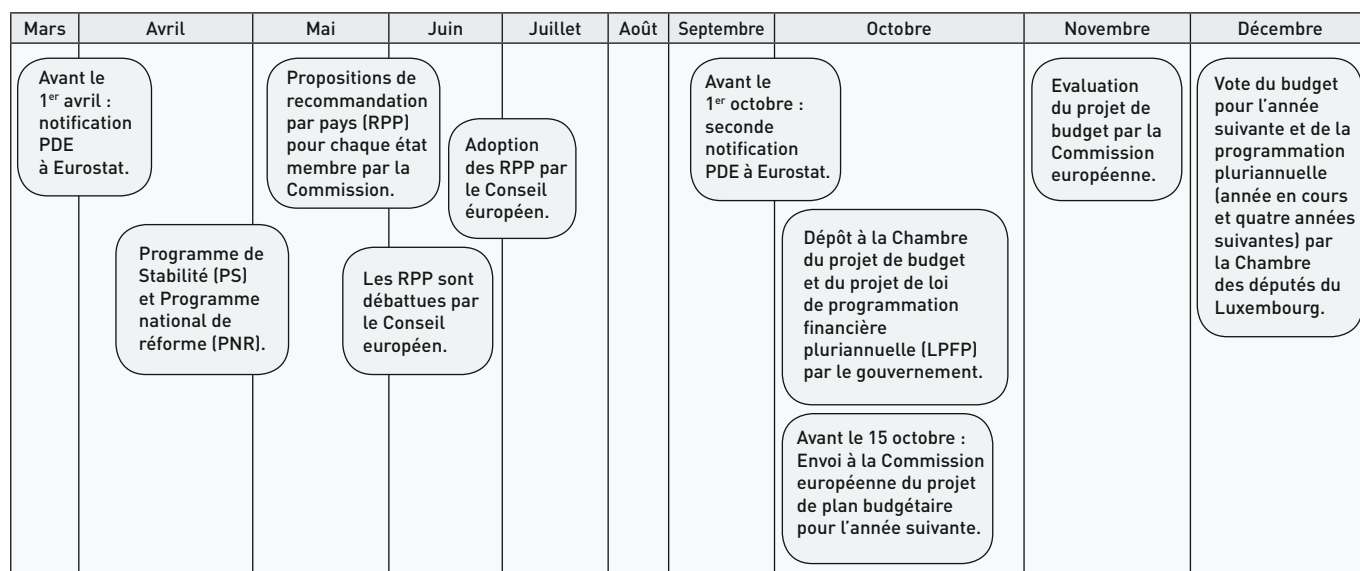 Mars Avril Mai Juin Juillet Août Septembre Octobre Novembre Décembre
Avant le
1er avril :
notification
PDE
à Eurostat.
Programme de
Stabilité (PS)
et Programme
national de
réforme (PNR).
Propositions de
recommandation
par pays (RPP)
pour chaque état
membre par la
Commission.
Les RPP sont
débattues par
le Conseil
européen.
Adoption
des RPP par
le Conseil
éuropéen.
Avant le
1er octobre :
seconde
notification
PDE à Eurostat.
Dépôt à la Chambre
du projet de budget
et du projet de loi
de programmation
financière
pluriannuelle (LPFP)
par le gouvernement.
Avant le 15 octobre :
Envoi à la Commission
européenne du projet
de plan budgétaire
pour l'année suivante.
Evaluation
du projet de
budget par la
Commission
européenne.
Vote du budget
pour l'année
suivante et de la
programmation
pluriannuelle
(année en cours
et quatre années
suivantes) par
la Chambre
des députés du
Luxembourg.